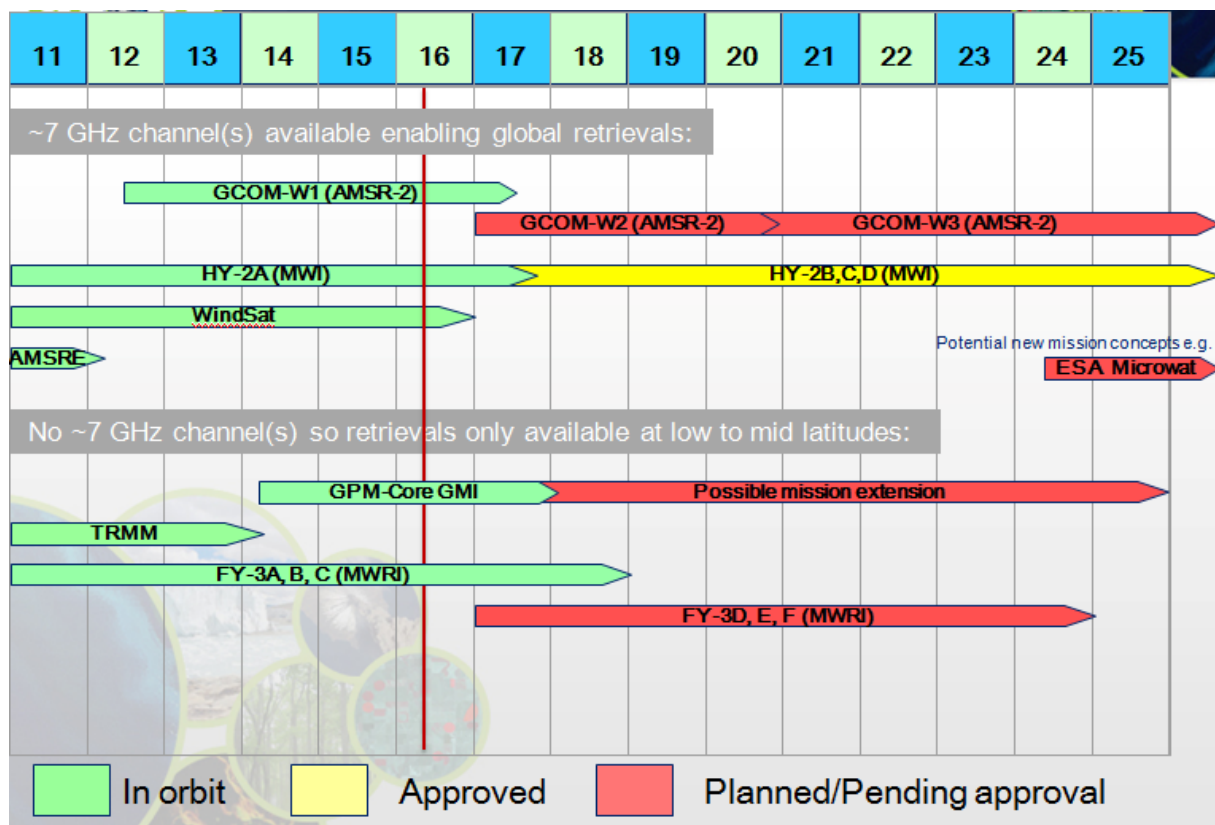 11 12 13 14 15 16 17 18 19 20 21 22 23 24 25
~7 GHz channel(s) available enabling global retrievals:
GCOM-W1 (AMSR-2)
GCOM-W2 (AMSR-2) GCOM-W3 (AMSR-2)
HY-2A (MWI) HY-2B,C,D (MWI)
WindSat
AMSRE
Potential new mission concepts e.g.
ESA Microwat
No ~7 GHz channel(s) so retrievals only available at low to mid latitudes:
GPM-Core GMI Possible mission extension
TRMM
FY-3A, B, C (MWRI)
FY-3D, E, F (MWRI)
In orbit Approved Planned/Pending approval